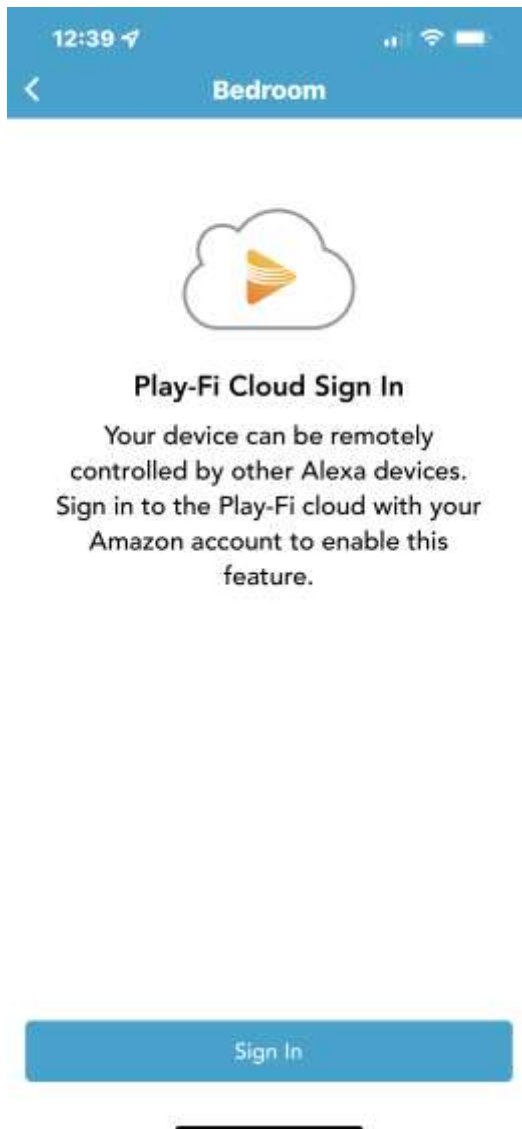 12:39
Bedroom
Play-Fi Cloud Sign In
Your device can be remotely
controlled by other Alexa devices.
Sign in to the Play-Fi cloud with your
Amazon account to enable this
feature.
Sign In